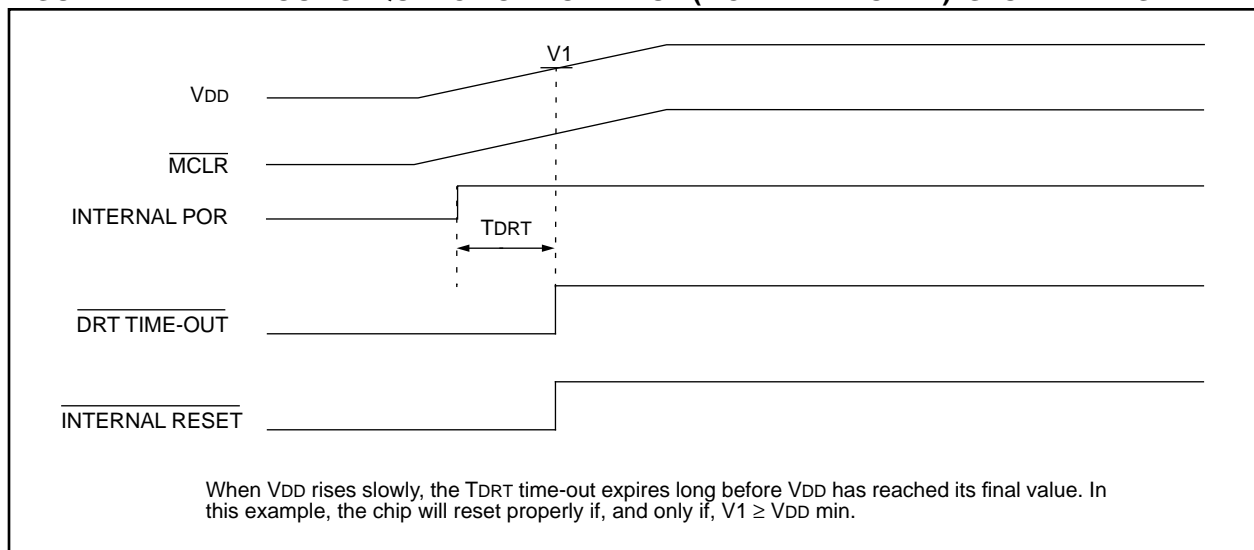 V1
VDD
MCLR
INTERNAL POR
TDRT
DRT TIME-OUT
INTERNAL RESET
When VDD rises slowly, the TDRT time-out expires long before VDD has reached its final value. In
this example, the chip will reset properly if, and only if, V1 ≥ VDD min.